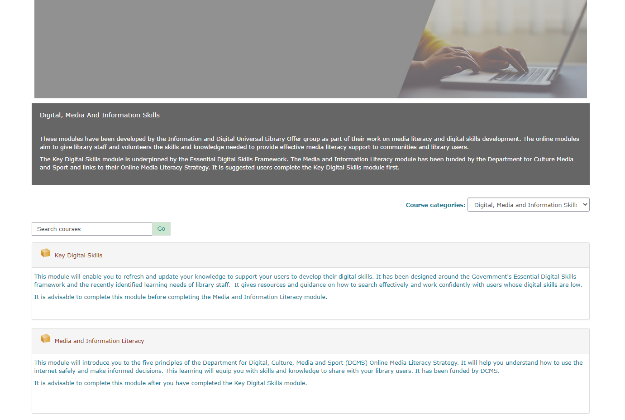 Digital, Media And Information Skills
These modules have been developed by the Information and Digital Universal Library Offer group as part of their work on media literacy and digital skills development. The online modules
aim to give library staff and volunteers the skills and knowledge needed to provide effective media literacy support to communities and library users.
The Key Digital Skills module is underpinned by the Essential Digital Skills Framework. The Media and Information Literacy module has been funded by the Department for Culture Media
and Sport and links to their Online Media Literacy Strategy. It is suggested users complete the Key Digital Skills module first.
Course categories: Digital, Media and Information Skills
Search courses Go
Key Digital Skills
This module will enable you to refresh and update your knowledge to support your users to develop their digital skills. It has been designed around the Government's Essential Digital Skills
framework and the recently identified learning needs of library staff. It gives resources and guidance on how to search effectively and work confidently with users whose digital skills are low.
It is advisable to complete this module before completing the Media and Information Literacy module.
Media and Information Literacy
This module will introduce you to the five principles of the Department for Digital, Culture, Media and Sport (DCMS) Online Media Literacy Strategy. It will help you understand how to use the
internet safely and make informed decisions. This learning will equip you with skills and knowledge to share with your library users. It has been funded by DCMS.
It is advisable to complete this module after you have completed the Key Digital Skills module.